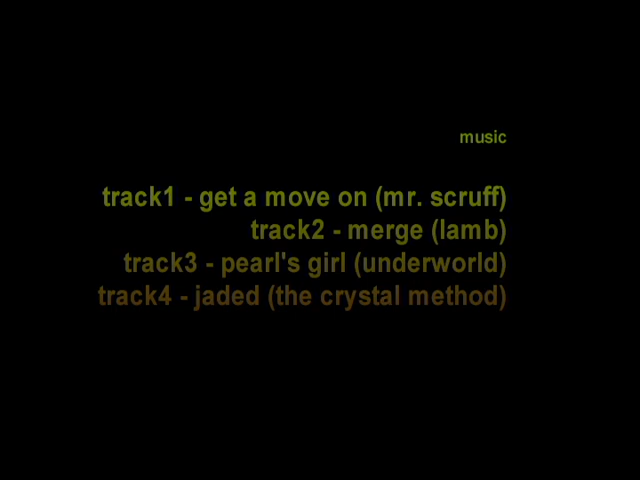 music
track1 - get a move on (mr. scruff)
track2 - merge (lamb)
track3 - pearl's girl (underworld)
track4 - jaded (the crystal method)